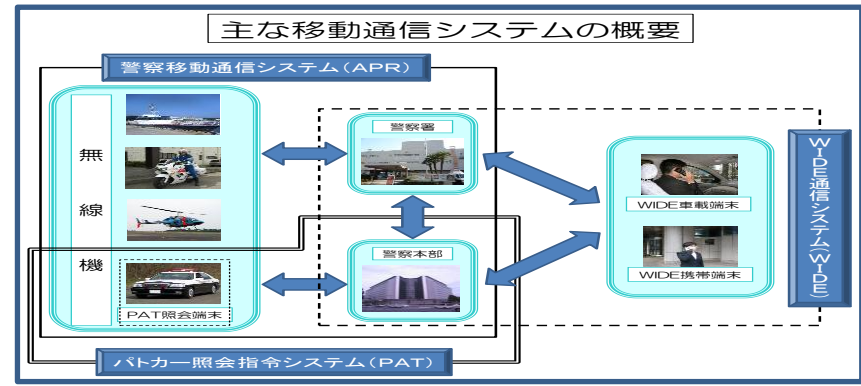 主な移動通信システムの概要
警察移動通信システム(APR)
無線機
警察署
警察本部
PAT照会端末
WIDE車載端末
WIDE携帯端末
WIDE通信システム(WIDE)
パトカー照会指令システム(PAT)